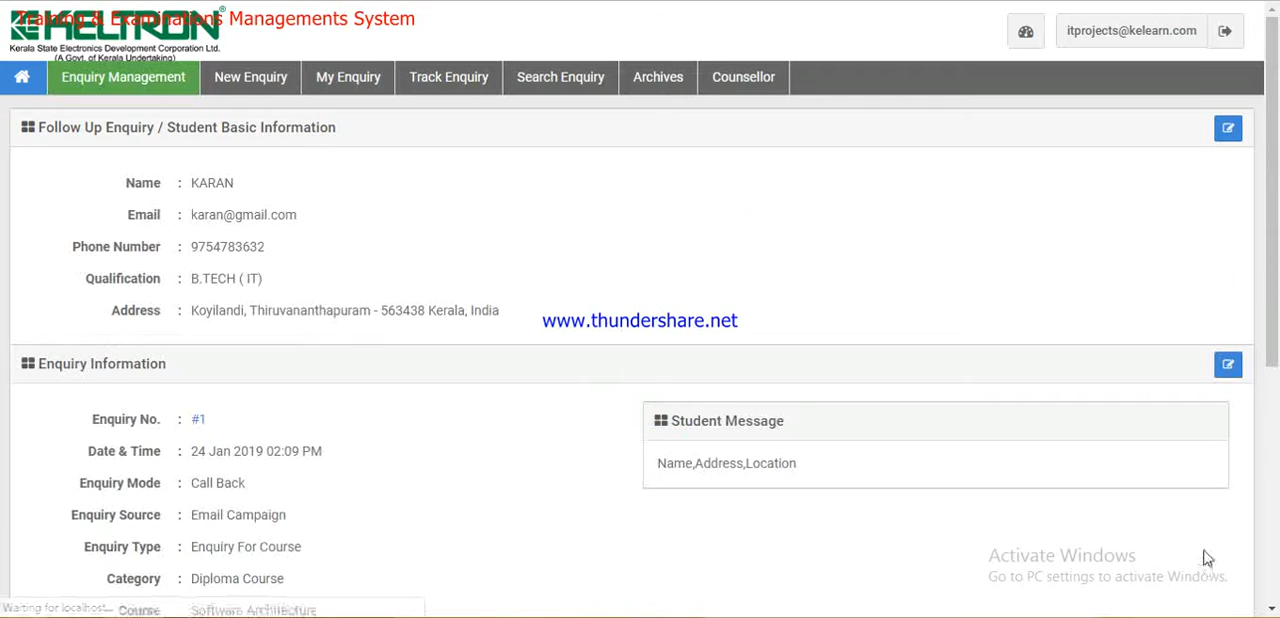 Training & Examinations Managements System
KELTRON®
Kerala State Electronics Development Corporation Ltd.
(A Govt. of Kerala Undertaking)
itprojects@kelearn.com
Enquiry Management
New Enquiry
My Enquiry
Track Enquiry
Search Enquiry
Archives
Counsellor
Follow Up Enquiry / Student Basic Information
Name : KARAN
Email : karan@gmail.com
Phone Number : 9754783632
Qualification : B.TECH ( IT)
Address : Koyilandi, Thiruvananthapuram - 563438 Kerala, India
www.thundershare.net
Enquiry Information
Enquiry No. : #1
Date & Time : 24 Jan 2019 02:09 PM
Enquiry Mode : Call Back
Enquiry Source : Email Campaign
Enquiry Type : Enquiry For Course
Category : Diploma Course
Course : Software Architecture
Student Message
Name,Address,Location
Activate Windows
Go to PC settings to activate Windows.
Waiting for localhost...